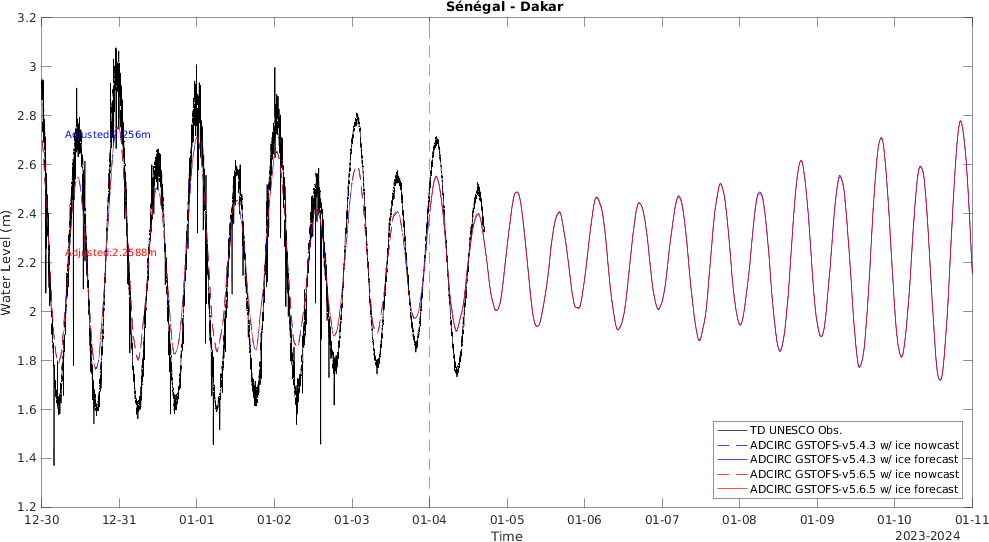 Sénégal - Dakar
3.2
3
2.8
2.6
2.4
2.2
2
1.8
1.6
1.4
1.2
Water Level (m)
Adjusted:2.2588m
TD UNESCO Obs.
ADCIRC GSTOFS-v5.4.3 w/ ice nowcast
ADCIRC GSTOFS-v5.4.3 w/ ice forecast
ADCIRC GSTOFS-v5.6.5 w/ ice nowcast
ADCIRC GSTOFS-v5.6.5 w/ ice forecast
12-30 12-31 01-01 01-02 01-03 01-04 01-05 01-06 01-07 01-08 01-09 01-10 01-11
Time
2023-2024